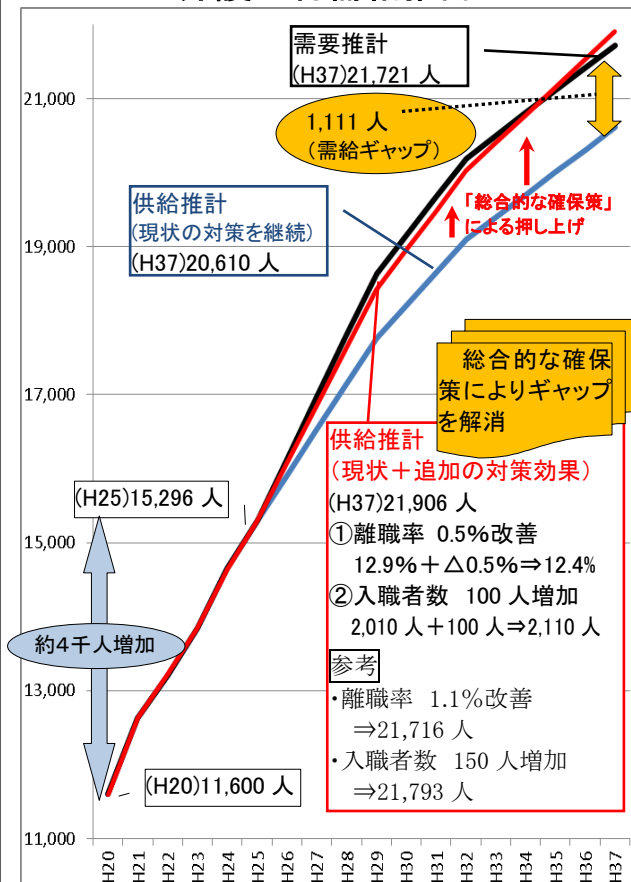 需要推計
(H37)21,721 人
1,111 人
(需給ギャップ)
供給推計
(現状の対策を継続)
(H37)20,610 人
「総合的な確保策」
による押し上げ
総合的な確保
策によりギャップ
を解消
供給推計
(現状+追加の対策効果)
(H37)21,906 人
①離職率 0.5%改善
12.9%+△0.5%⇒12.4%
②入職者数 100 人増加
2,010 人+100 人⇒2,110 人
参考
・離職率 1.1%改善
⇒21,716 人
・入職者数 150 人増加
⇒21,793 人
(H25)15,296 人
約4千人増加
(H20)11,600 人
21,000
19,000
17,000
15,000
13,000
11,000
H20
H21
H22
H23
H24
H25
H26
H27
H28
H29
H30
H31
H32
H33
H34
H35
H36
H37